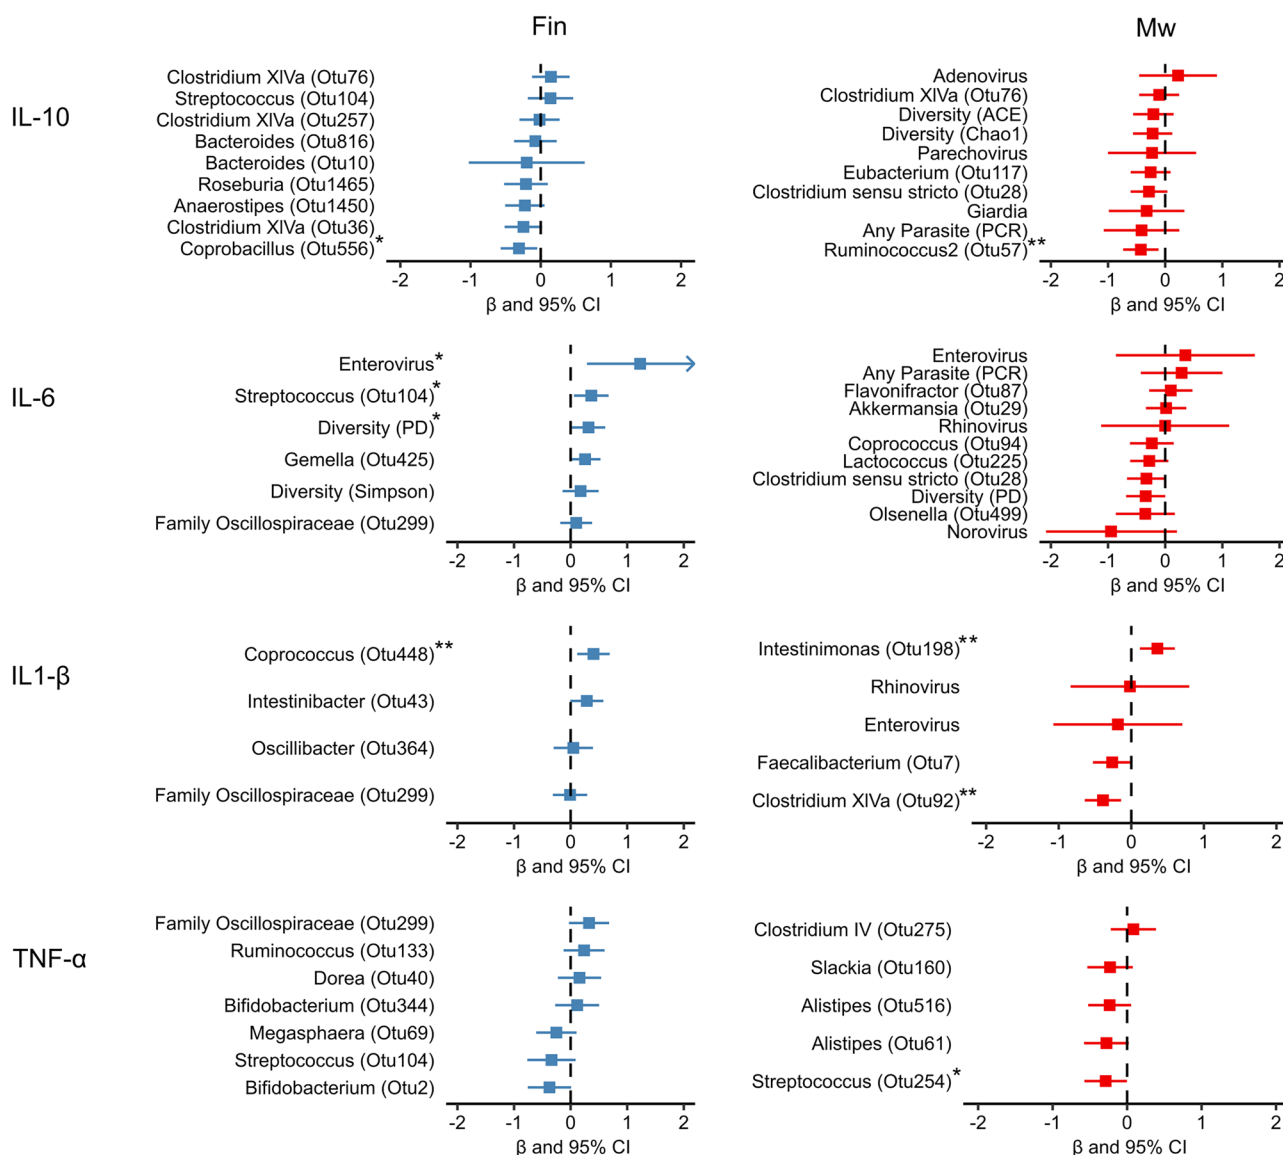 Fin
Mw
IL-10
Clostridium XIVa (Otu76)
Streptococcus (Otu104)
Clostridium XIVa (Otu257)
Bacteroides (Otu816)
Bacteroides (Otu10)
Roseburia (Otu1465)
Anaerostipes (Otu1450)
Clostridium XIVa (Otu36)
Coprobacillus (Otu556)*
-2 -1 0 1 2
β and 95% CI
Adenovirus
Clostridium XIVa (Otu76)
Diversity (ACE)
Diversity (Chao1)
Parechovirus
Eubacterium (Otu117)
Clostridium sensu stricto (Otu28)
Giardia
Any Parasite (PCR)
Ruminococcus2 (Otu57)**
-2 -1 0 1 2
β and 95% CI
IL-6
Enterovirus*
Streptococcus (Otu104)*
Diversity (PD)*
Gemella (Otu425)
Diversity (Simpson)
Family Oscillospiraceae (Otu299)
-2 -1 0 1 2
β and 95% CI
Enterovirus
Any Parasite (PCR)
Flavonifractor (Otu87)
Akkermansia (Otu29)
Rhinovirus
Coprococcus (Otu94)
Lactococcus (Otu225)
Clostridium sensu stricto (Otu28)
Diversity (PD)
Olsenella (Otu499)
Norovirus
-2 -1 0 1 2
β and 95% CI
IL1-β
Coprococcus (Otu448)**
Intestinibacter (Otu43)
Oscillibacter (Otu364)
Family Oscillospiraceae (Otu299)
-2 -1 0 1 2
β and 95% CI
Intestinimonas (Otu198)**
Rhinovirus
Enterovirus
Faecalibacterium (Otu7)
Clostridium XIVa (Otu92)**
-2 -1 0 1 2
β and 95% CI
TNF-α
Family Oscillospiraceae (Otu299)
Ruminococcus (Otu133)
Dorea (Otu40)
Bifidobacterium (Otu344)
Megasphaera (Otu69)
Streptococcus (Otu104)
Bifidobacterium (Otu2)
-2 -1 0 1 2
β and 95% CI
Clostridium IV (Otu275)
Slackia (Otu160)
Alistipes (Otu516)
Alistipes (Otu61)
Streptococcus (Otu254)*
-2 -1 0 1 2
β and 95% CI